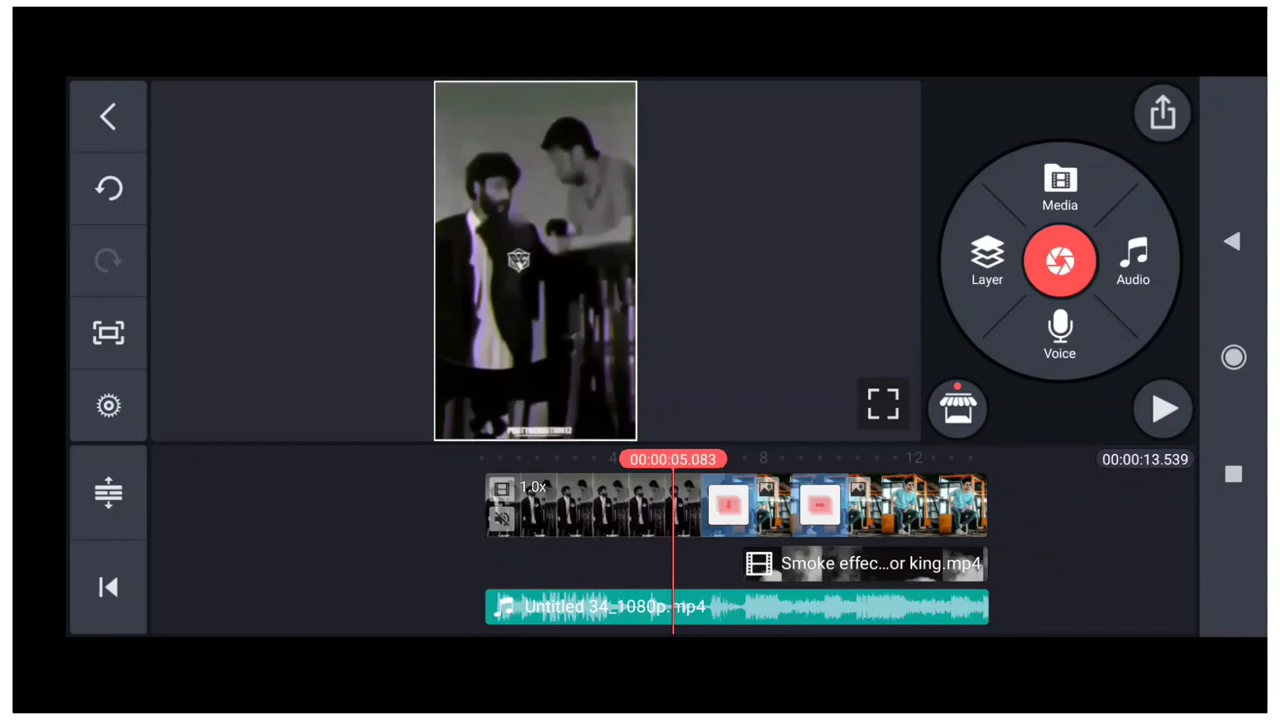 Media
Layer
Audio
Voice
4
00:00:05.083
8
12
00:00:13.539
1.0x
Smoke effec...or king.mp4
Untitled 34_1080p.mp4